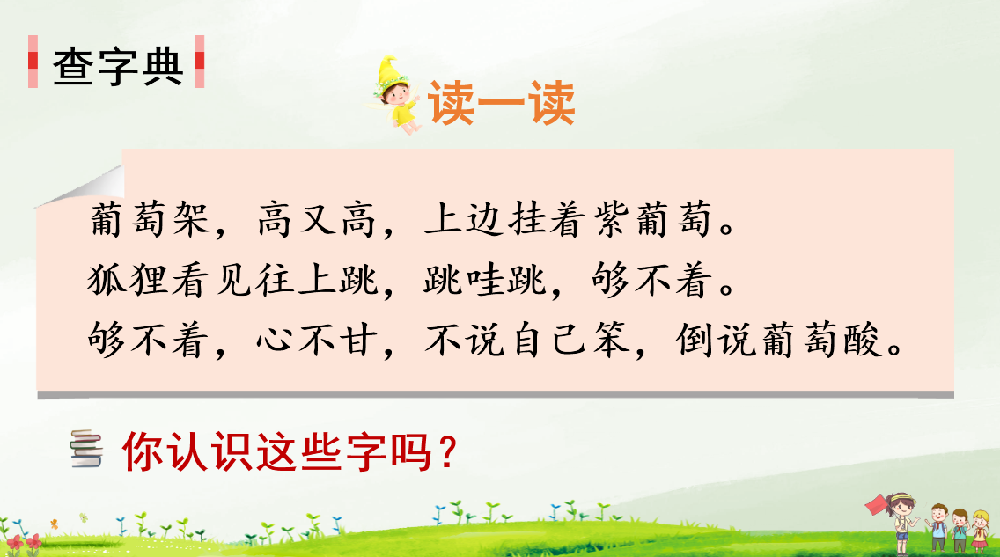 查字典
读一读
葡萄架，高又高，上边挂着紫葡萄。
狐狸看见往上跳，跳哇跳，够不着。
够不着，心不甘，不说自己笨，倒说葡萄酸。
你认识这些字吗？